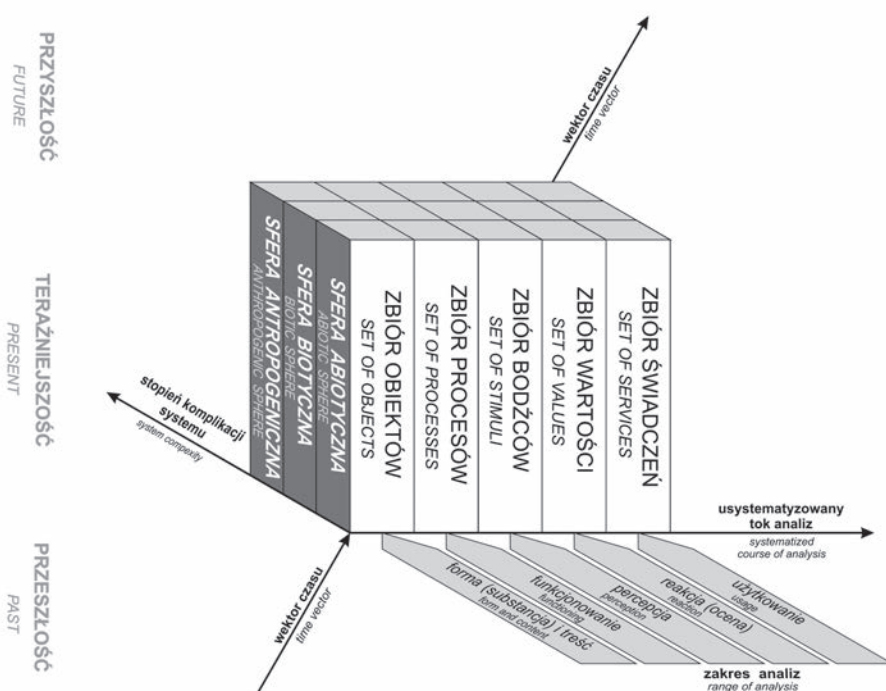 PRZYSZŁOŚĆ
FUTURE
TERAŹNIEJSZOŚĆ
PRESENT
PRZESZŁOŚĆ
PAST
wektor czasu
time vector
stopień komplikacji
systemu
system compexity
SFERA ANTROPOGENICZNA
ANTHROPOGENIC SPHERE
SFERA BIOTYCZNA
BIOTIC SPHERE
SFERA ABIOTYCZNA
ABIOTIC SPHERE
ZBIÓR OBIEKTÓW
SET OF OBJECTS
ZBIÓR PROCESÓW
SET OF PROCESSES
ZBIÓR BODŹCÓW
SET OF STIMULI
ZBIÓR WARTOŚCI
SET OF VALUES
ZBIÓR ŚWIADCZEŃ
SET OF SERVICES
usystematyzowany
tok analiz
systematized
course of analysis
wektor czasu
time vector
forma (substancja) i treść
form and content
funkcjonowanie
functioning
percepcja
perception
reakcja (ocena)
reaction
użytkowanie
usage
zakres analiz
range of analysis